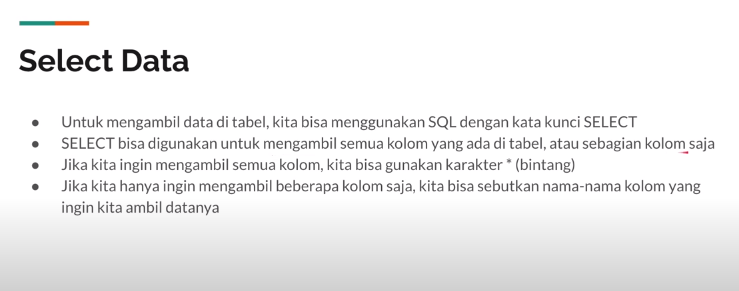 Select Data
● Untuk mengambil data di tabel, kita bisa menggunakan SQL dengan kata kunci SELECT
● SELECT bisa digunakan untuk mengambil semua kolom yang ada di tabel, atau sebagian kolom saja
● Jika kita ingin mengambil semua kolom, kita bisa gunakan karakter * (bintang)
● Jika kita hanya ingin mengambil beberapa kolom saja, kita bisa sebutkan nama-nama kolom yang
ingin kita ambil datanya